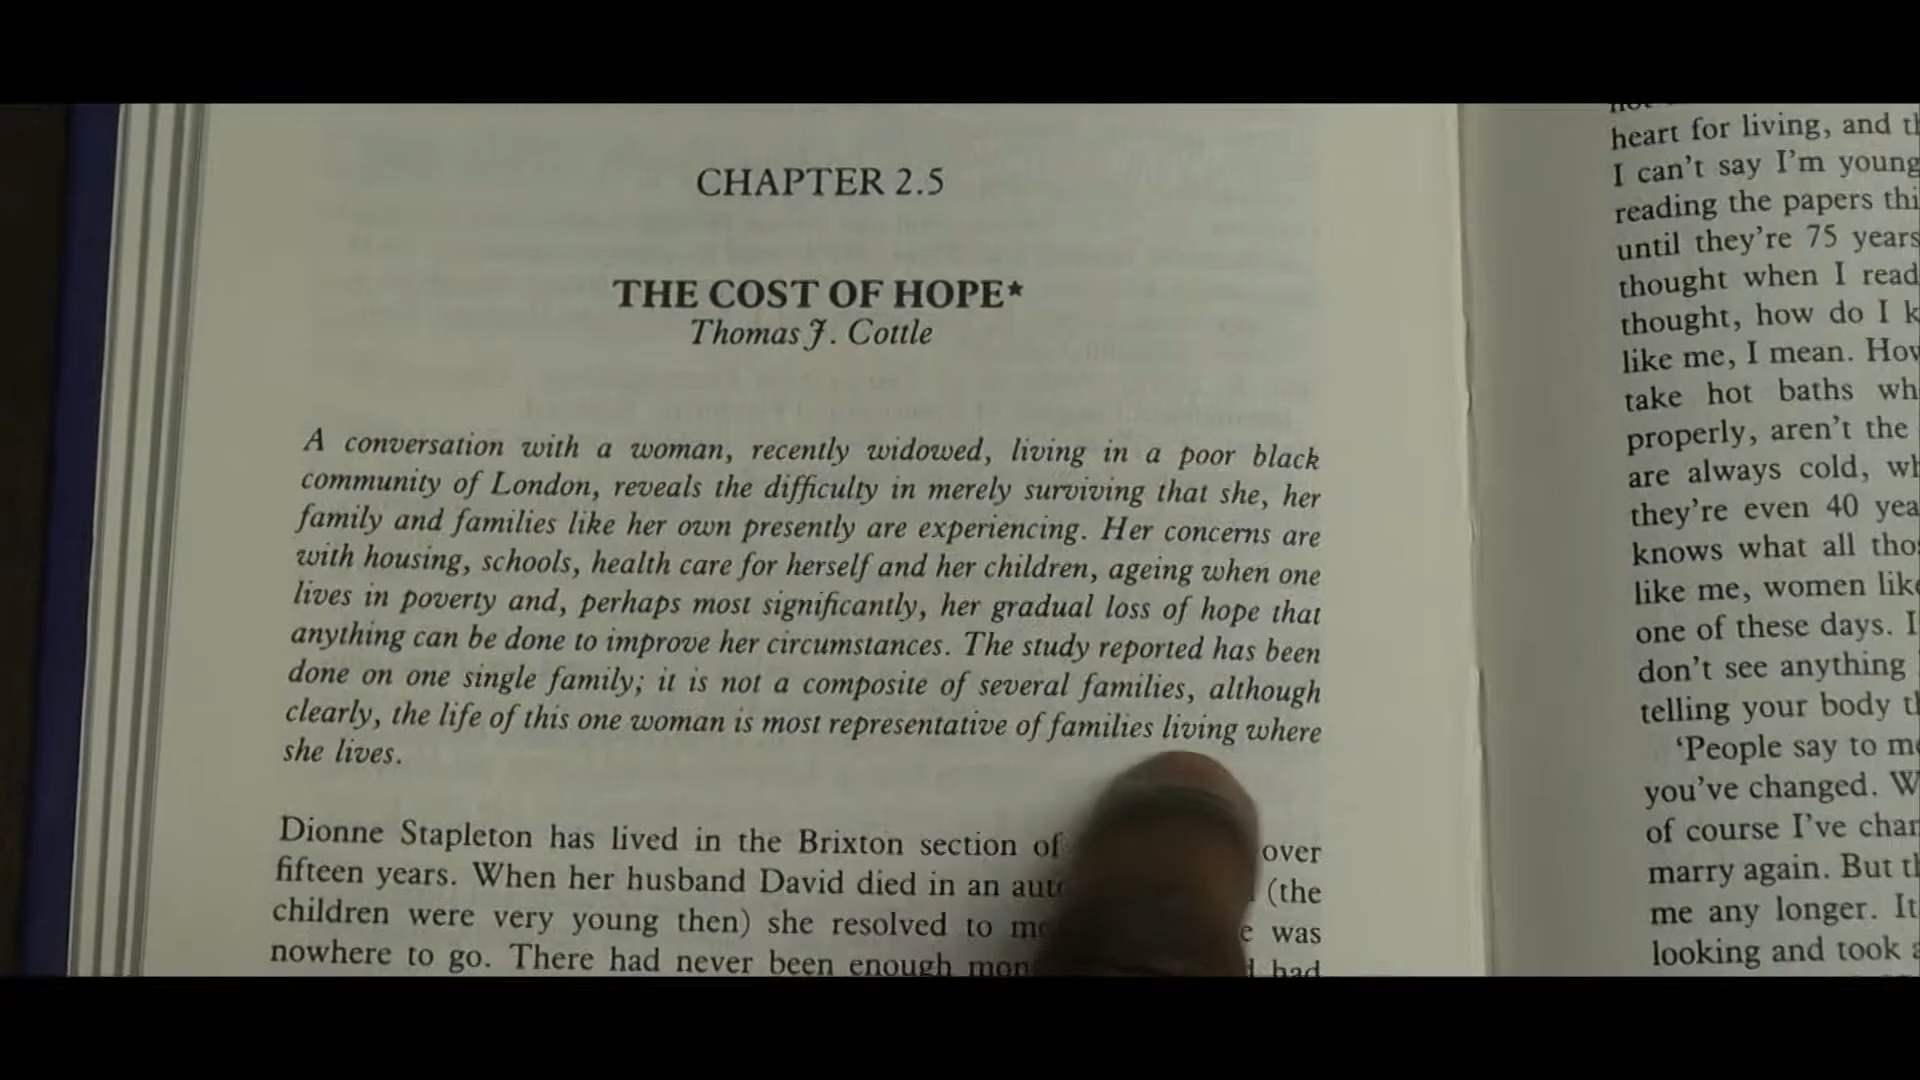 CHAPTER 2.5
THE COST OF HOPE*
Thomas J. Cottle
A conversation with a woman, recently widowed, living in a poor black
community of London, reveals the difficulty in merely surviving that she, her
family and families like her own presently are experiencing. Her concerns are
with housing, schools, health care for herself and her children, ageing when one
lives in poverty and, perhaps most significantly, her gradual loss of hope that
anything can be done to improve her circumstances. The study reported has been
done on one single family; it is not a composite of several families, although
clearly, the life of this one woman is most representative of families living where
she lives.
Dionne Stapleton has lived in the Brixton section of over
fifteen years. When her husband David died in an (the
children were very young then) she resolved to was
nowhere to go. There had never been enough had
heart for living, and
I can't say I'm young
reading the papers
until they're 75 years
thought when I read
thought, how do I
like me, I mean.
take hot baths
properly, aren't the
are always cold,
they're even 40
knows what all
like me, women
one of these days.
don't see anything
telling your body
'People say to
you've changed.
of course I've
marry again. But
me any longer.
looking and took